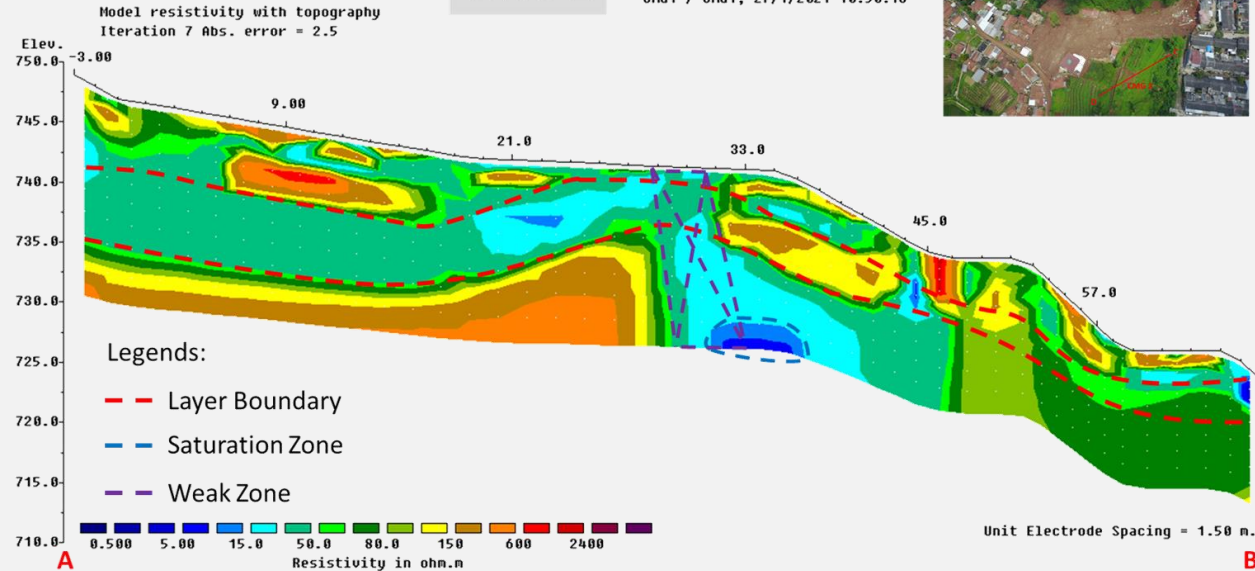 Model resistivity with topography
Iteration 7 Abs. error = 2.5
Elev.
750.0
-3.00
745.0
9.00
740.0
21.0
33.0
735.0
45.0
730.0
57.0
725.0
Legends:
Layer Boundary
720.0
Saturation Zone
715.0
Weak Zone
710.0
0.500 5.00 15.0 50.0 80.0 150 600 2400
Unit Electrode Spacing = 1.50 m.
A
Resistivity in ohm.m
B